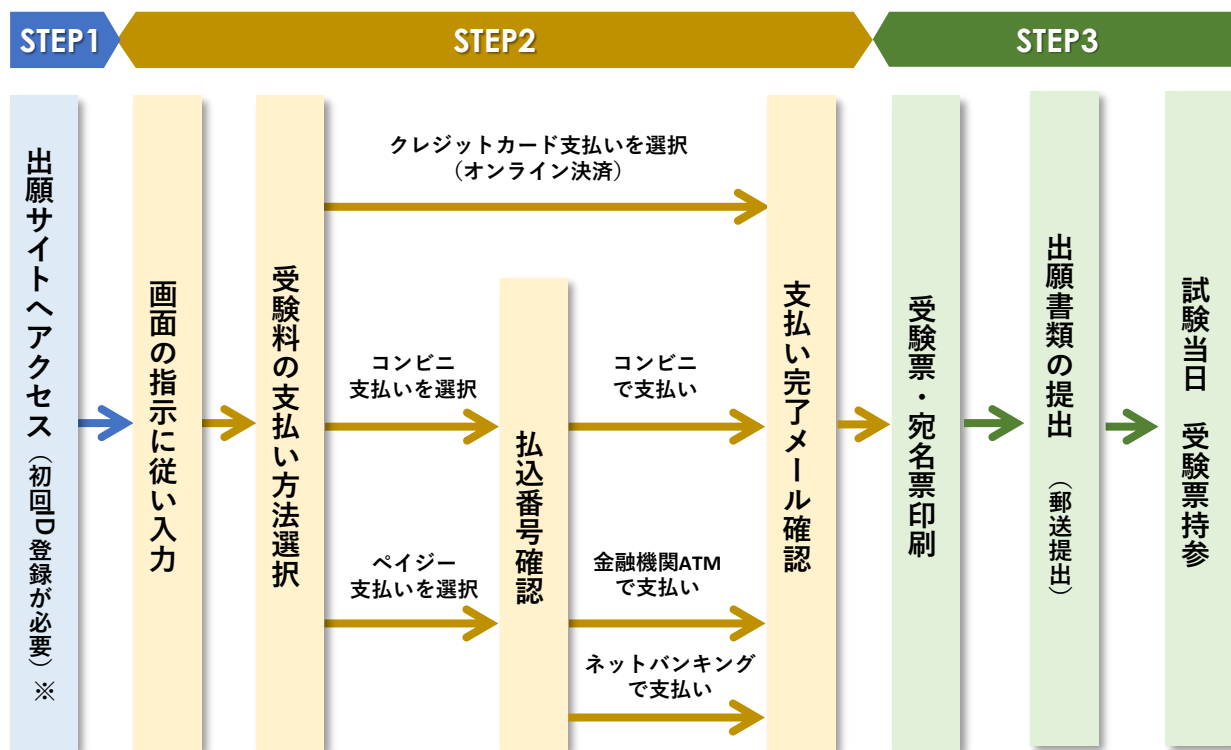 STEP1
STEP2
STEP3
出願サイトへアクセス（初回ID登録が必要）※
画面の指示に従い入力
受験料の支払い方法選択
クレジットカード支払いを選択
（オンライン決済）
コンビニ
支払いを選択
ペイジー
支払いを選択
払込番号確認
コンビニ
で支払い
金融機関ATM
で支払い
ネットバンキング
で支払い
支払い完了メール確認
受験票・宛名票印刷
出願書類の提出（郵送提出）
試験当日　受験票持参